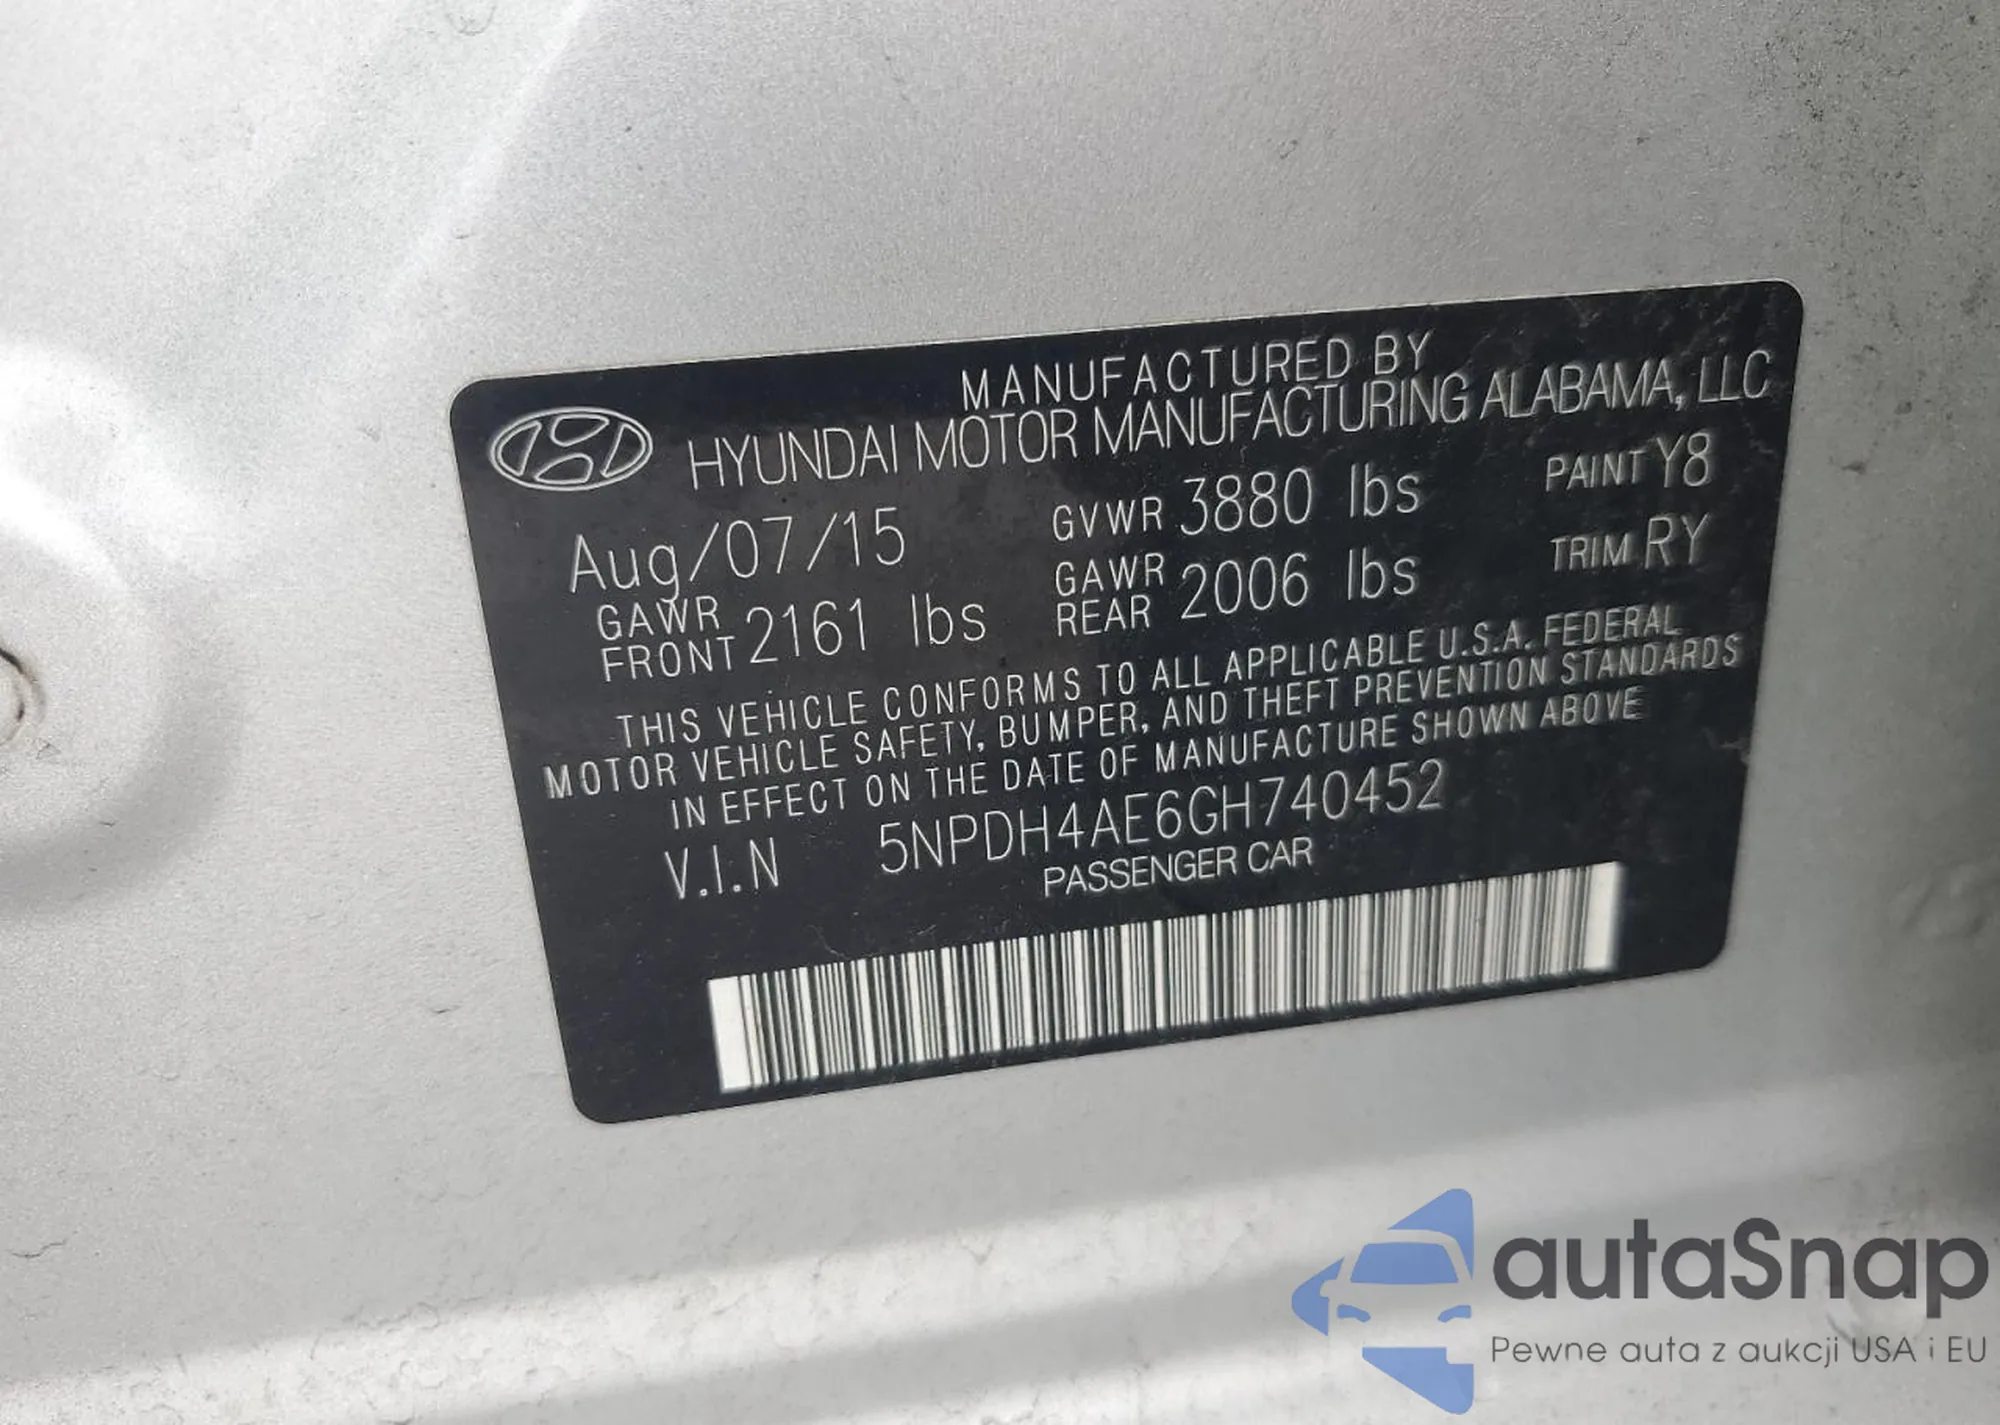 MANUFACTURED BY
HYUNDAI MOTOR MANUFACTURING ALABAMA, LLC
Aug/07/15 GVWR 3880 lbs PAINT Y8
GAWR FRONT 2161 lbs GAWR REAR 2006 lbs TRIM RY
THIS VEHICLE CONFORMS TO ALL APPLICABLE U.S.A. FEDERAL
MOTOR VEHICLE SAFETY, BUMPER, AND THEFT PREVENTION STANDARDS
IN EFFECT ON THE DATE OF MANUFACTURE SHOWN ABOVE
V.I.N 5NPDH4AE6GH740452
PASSENGER CAR
autaSnap
Pewne auta z aukcji USA i EU